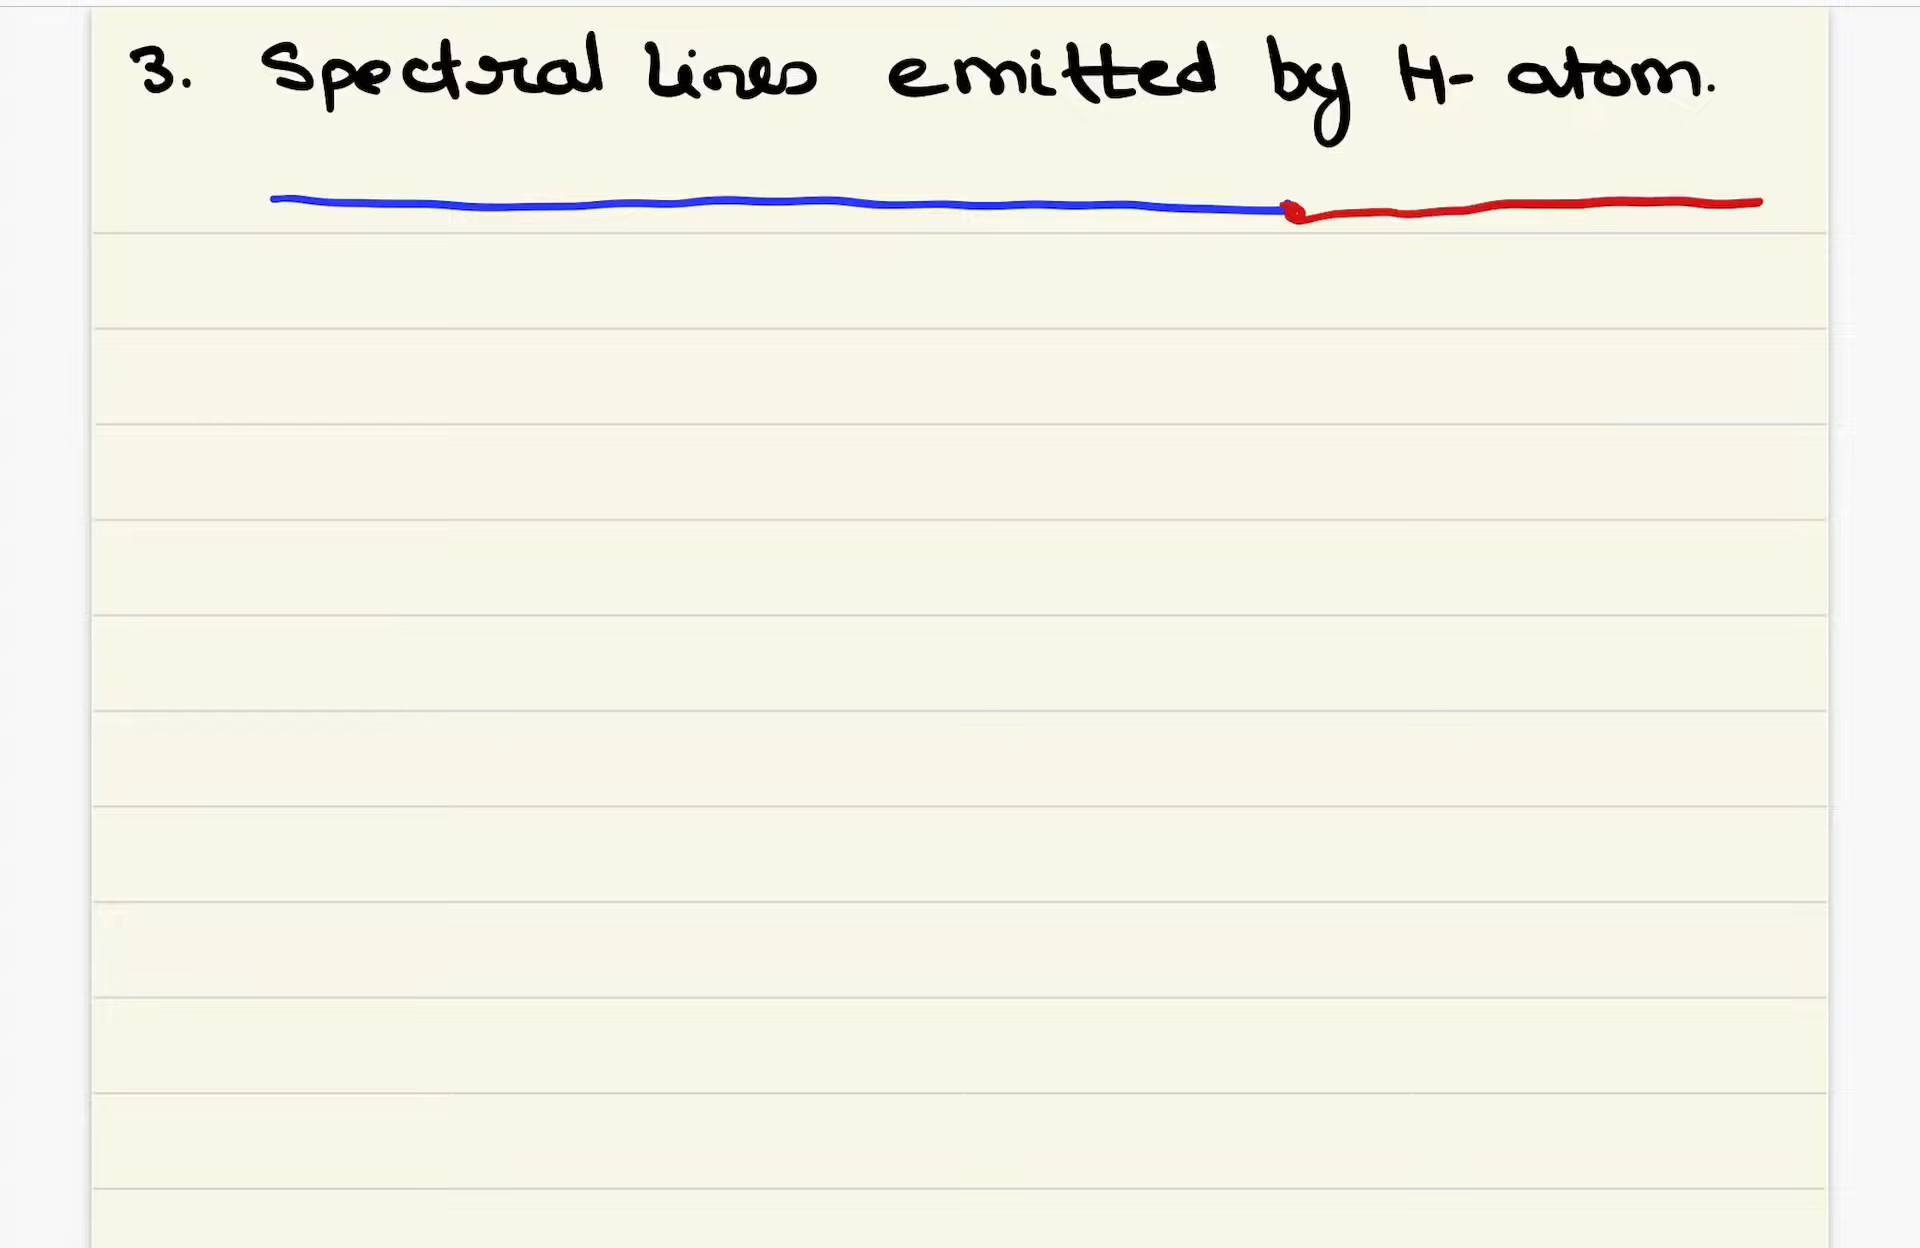 3. Spectral lines emitted by H- atom.